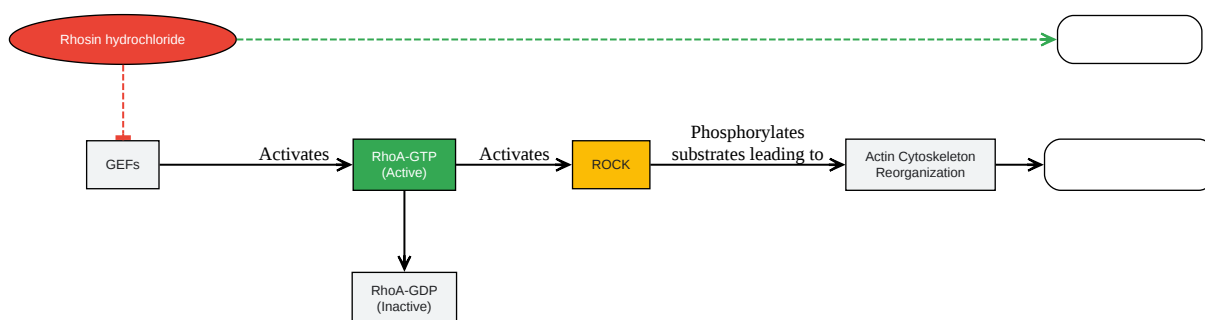 Rhosin hydrochloride
GEFs
Activates
RhoA-GTP
(Active)
Activates
ROCK
Phosphorylates
substrates leading to
Actin Cytoskeleton
Reorganization
RhoA-GDP
(Inactive)